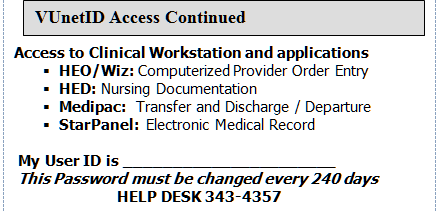 VUnetID Access Continued
Access to Clinical Workstation and applications
▪ HEO/Wiz: Computerized Provider Order Entry
▪ HED: Nursing Documentation
▪ Medipac: Transfer and Discharge / Departure
▪ StarPanel: Electronic Medical Record
My User ID is _________________________
This Password must be changed every 240 days
HELP DESK 343-4357